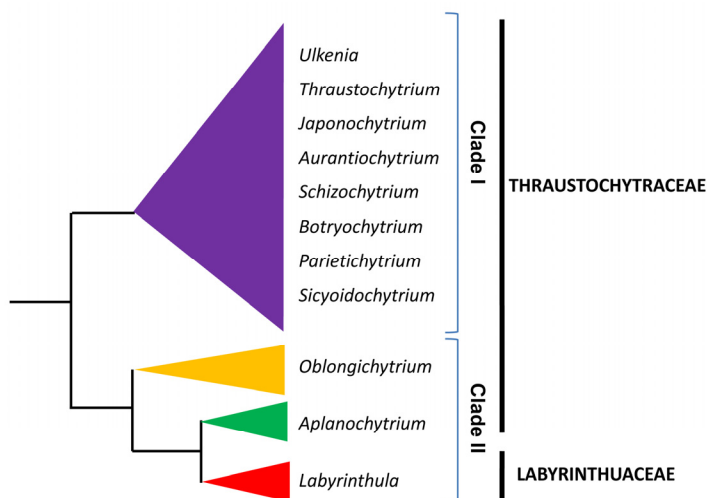 Ulkenia
Thraustochytrium
Japonochytrium
Aurantiochytrium
Schizochytrium
Botryochytrium
Parietichytrium
Sicyoidochytrium
Clade I
THRAUSTOCHYTRACEAE
Oblongichytrium
Aplanochytrium
Labyrinthula
Clade II
LABYRINTHUACEAE